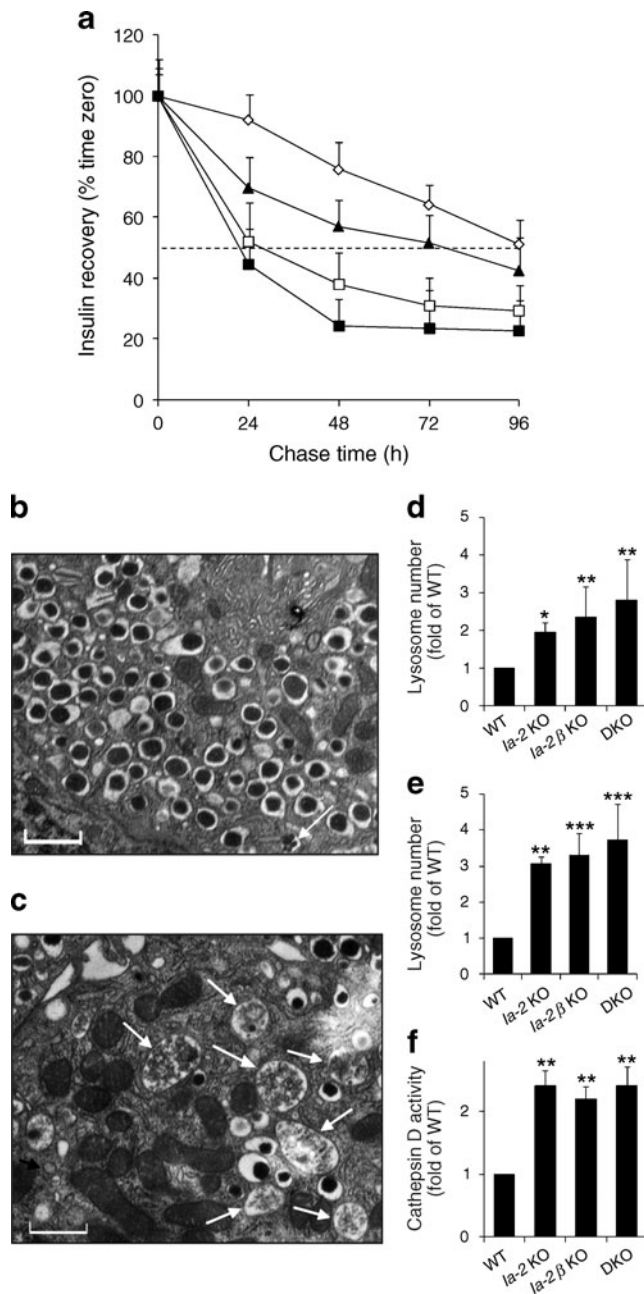 a
Insulin recovery (% time zero)
120
100
80
60
40
20
0
0 24 48 72 96
Chase time (h)
b
c
d
Lysosome number
(fold of WT)
5
4
3
2
1
0
*
**
**
WT
Ia-2 KO
Ia-2β KO
DKO
e
Lysosome number
(fold of WT)
5
4
3
2
1
0
**
***
***
WT
Ia-2 KO
Ia-2β KO
DKO
f
Cathepsin D activity
(fold of WT)
2
1
0
**
**
**
WT
Ia-2 KO
Ia-2β KO
DKO